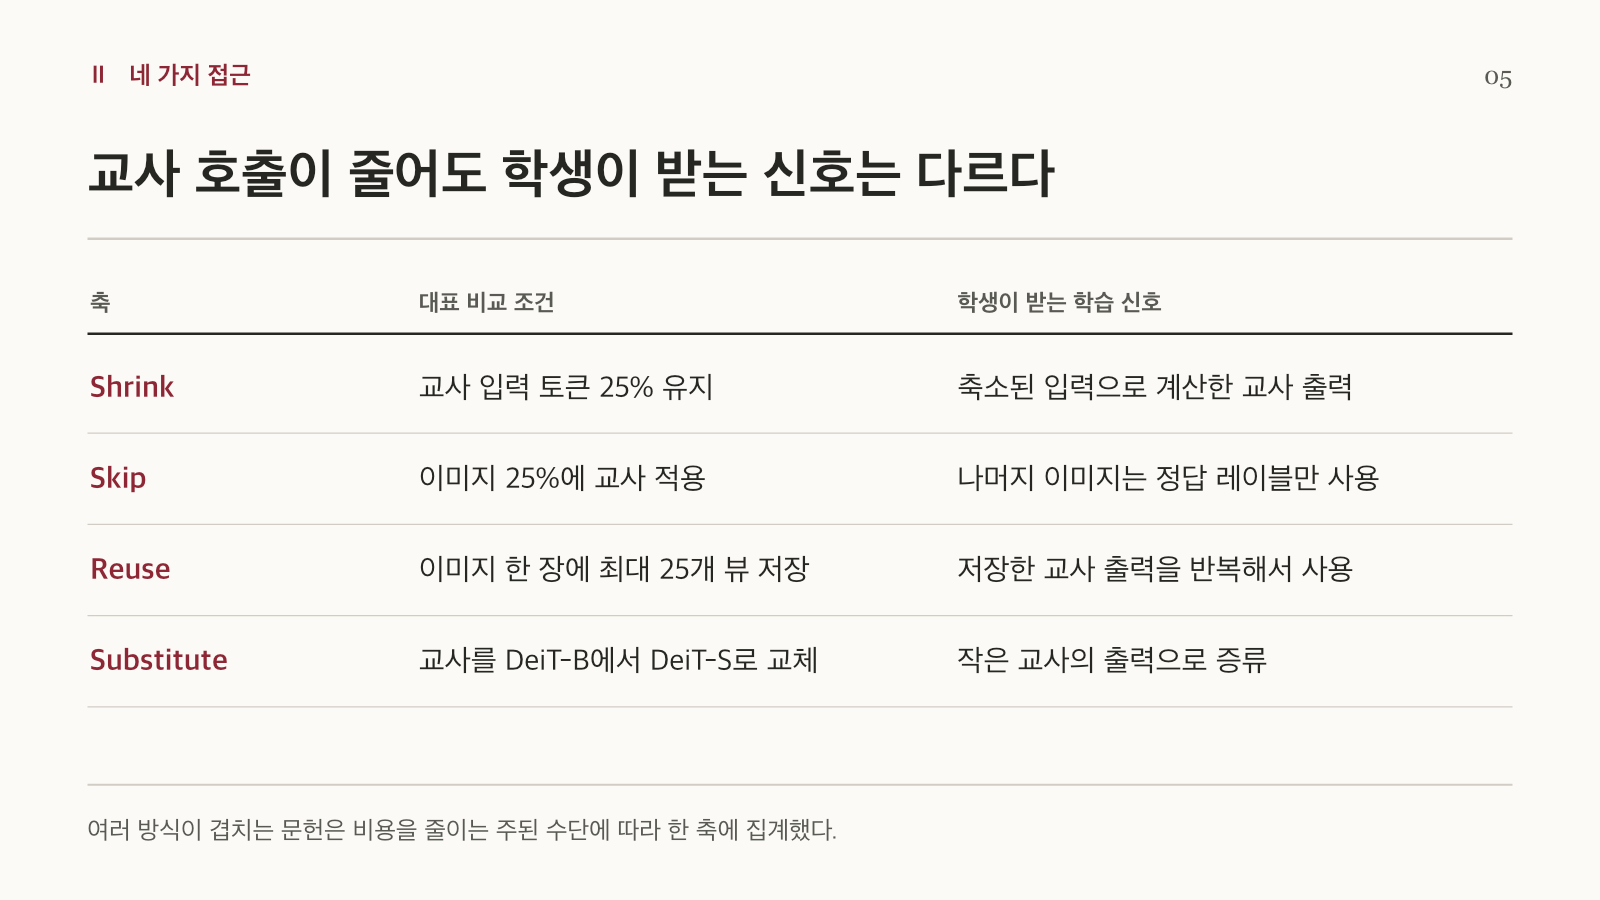 II 네 가지 접근
05
교사 호출이 줄어도 학생이 받는 신호는 다르다
축 대표 비교 조건 학생이 받는 학습 신호
Shrink 교사 입력 토큰 25% 유지 축소된 입력으로 계산한 교사 출력
Skip 이미지 25%에 교사 적용 나머지 이미지는 정답 레이블만 사용
Reuse 이미지 한 장에 최대 25개 뷰 저장 저장한 교사 출력을 반복해서 사용
Substitute 교사를 DeiT-B에서 DeiT-S로 교체 작은 교사의 출력으로 증류
여러 방식이 겹치는 문헌은 비용을 줄이는 주된 수단에 따라 한 축에 집계했다.